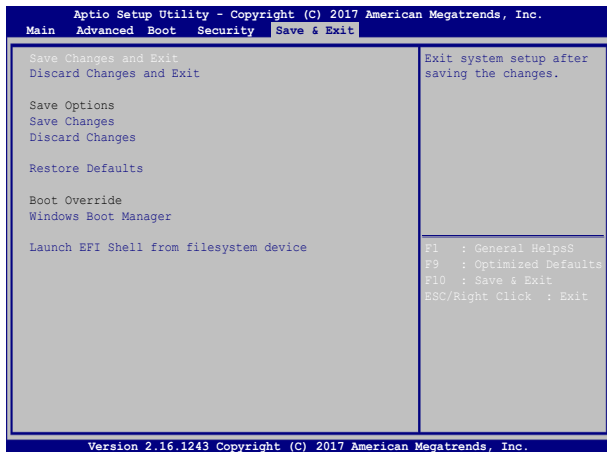 Aptio Setup Utility - Copyright (C) 2017 American Megatrends, Inc.
Main Advanced Boot Security Save & Exit
Save Changes and Exit
Discard Changes and Exit
Save Options
Save Changes
Discard Changes
Restore Defaults
Boot Override
Windows Boot Manager
Launch EFI Shell from filesystem device
Exit system setup after
saving the changes.
F1 : General HelpsS
F9 : Optimized Defaults
F10 : Save & Exit
ESC/Right Click : Exit
Version 2.16.1243 Copyright (C) 2017 American Megatrends, Inc.